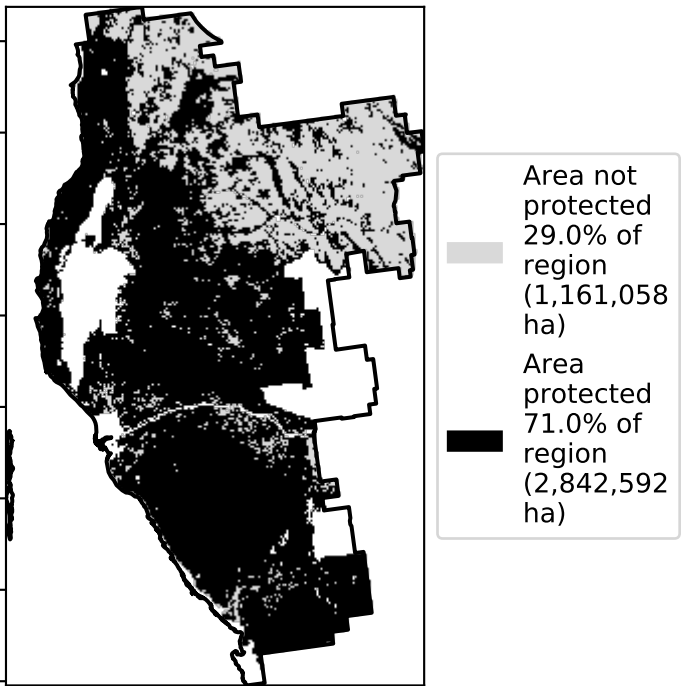 Area not
protected
29.0% of
region
(1,161,058
ha)
Area
protected
71.0% of
region
(2,842,592
ha)